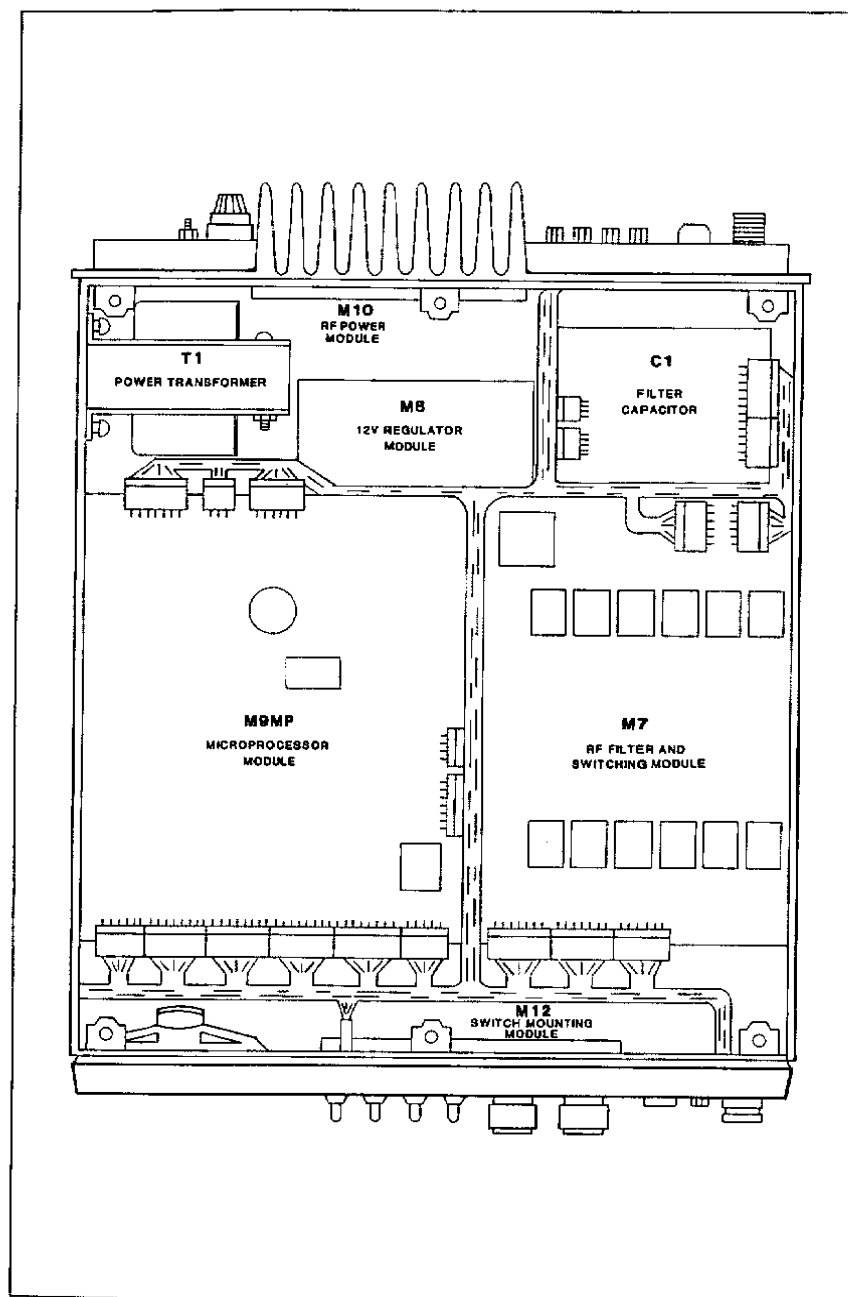 M10
RF POWER
MODULE
T1
POWER TRANSFORMER
C1
FILTER
CAPACITOR
M8
12V REGULATOR
MODULE
M9MP
MICROPROCESSOR
MODULE
M7
RF FILTER AND
SWITCHING MODULE
M12
SWITCH MOUNTING
MODULE